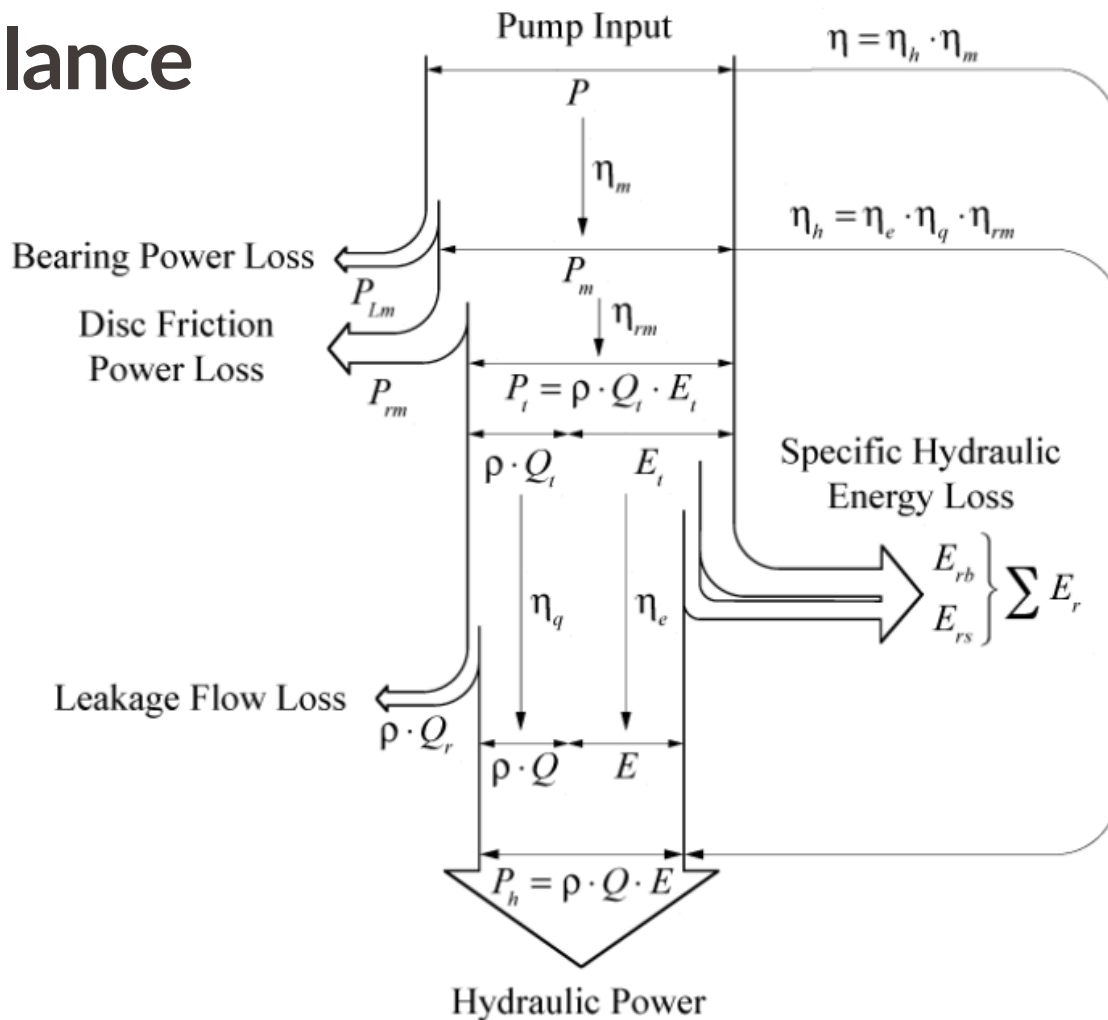 lance
Pump Input
η = η_h · η_m
P
η_m
η_h = η_e · η_q · η_rm
Bearing Power Loss
P_m
P_Lm
η_rm
Disc Friction
Power Loss
P_rm
P_t = ρ · Q_t · E_t
ρ · Q_t
E_t
Specific Hydraulic
Energy Loss
E_rb
E_rs
∑ E_r
η_q
η_e
Leakage Flow Loss
ρ · Q_r
ρ · Q
E
P_h = ρ · Q · E
Hydraulic Power